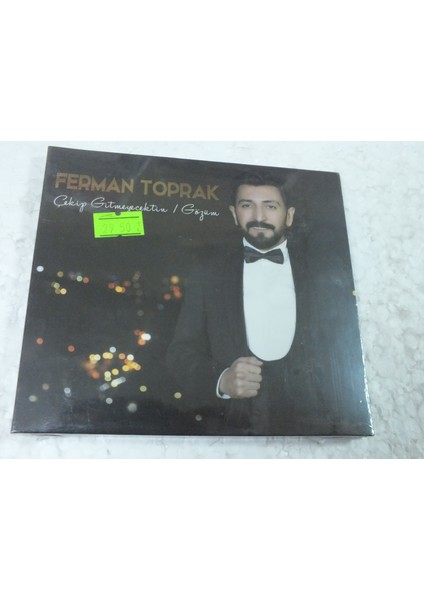 FERMAN TOPRAK
Çekip Gitmeyecektin / Gözüm